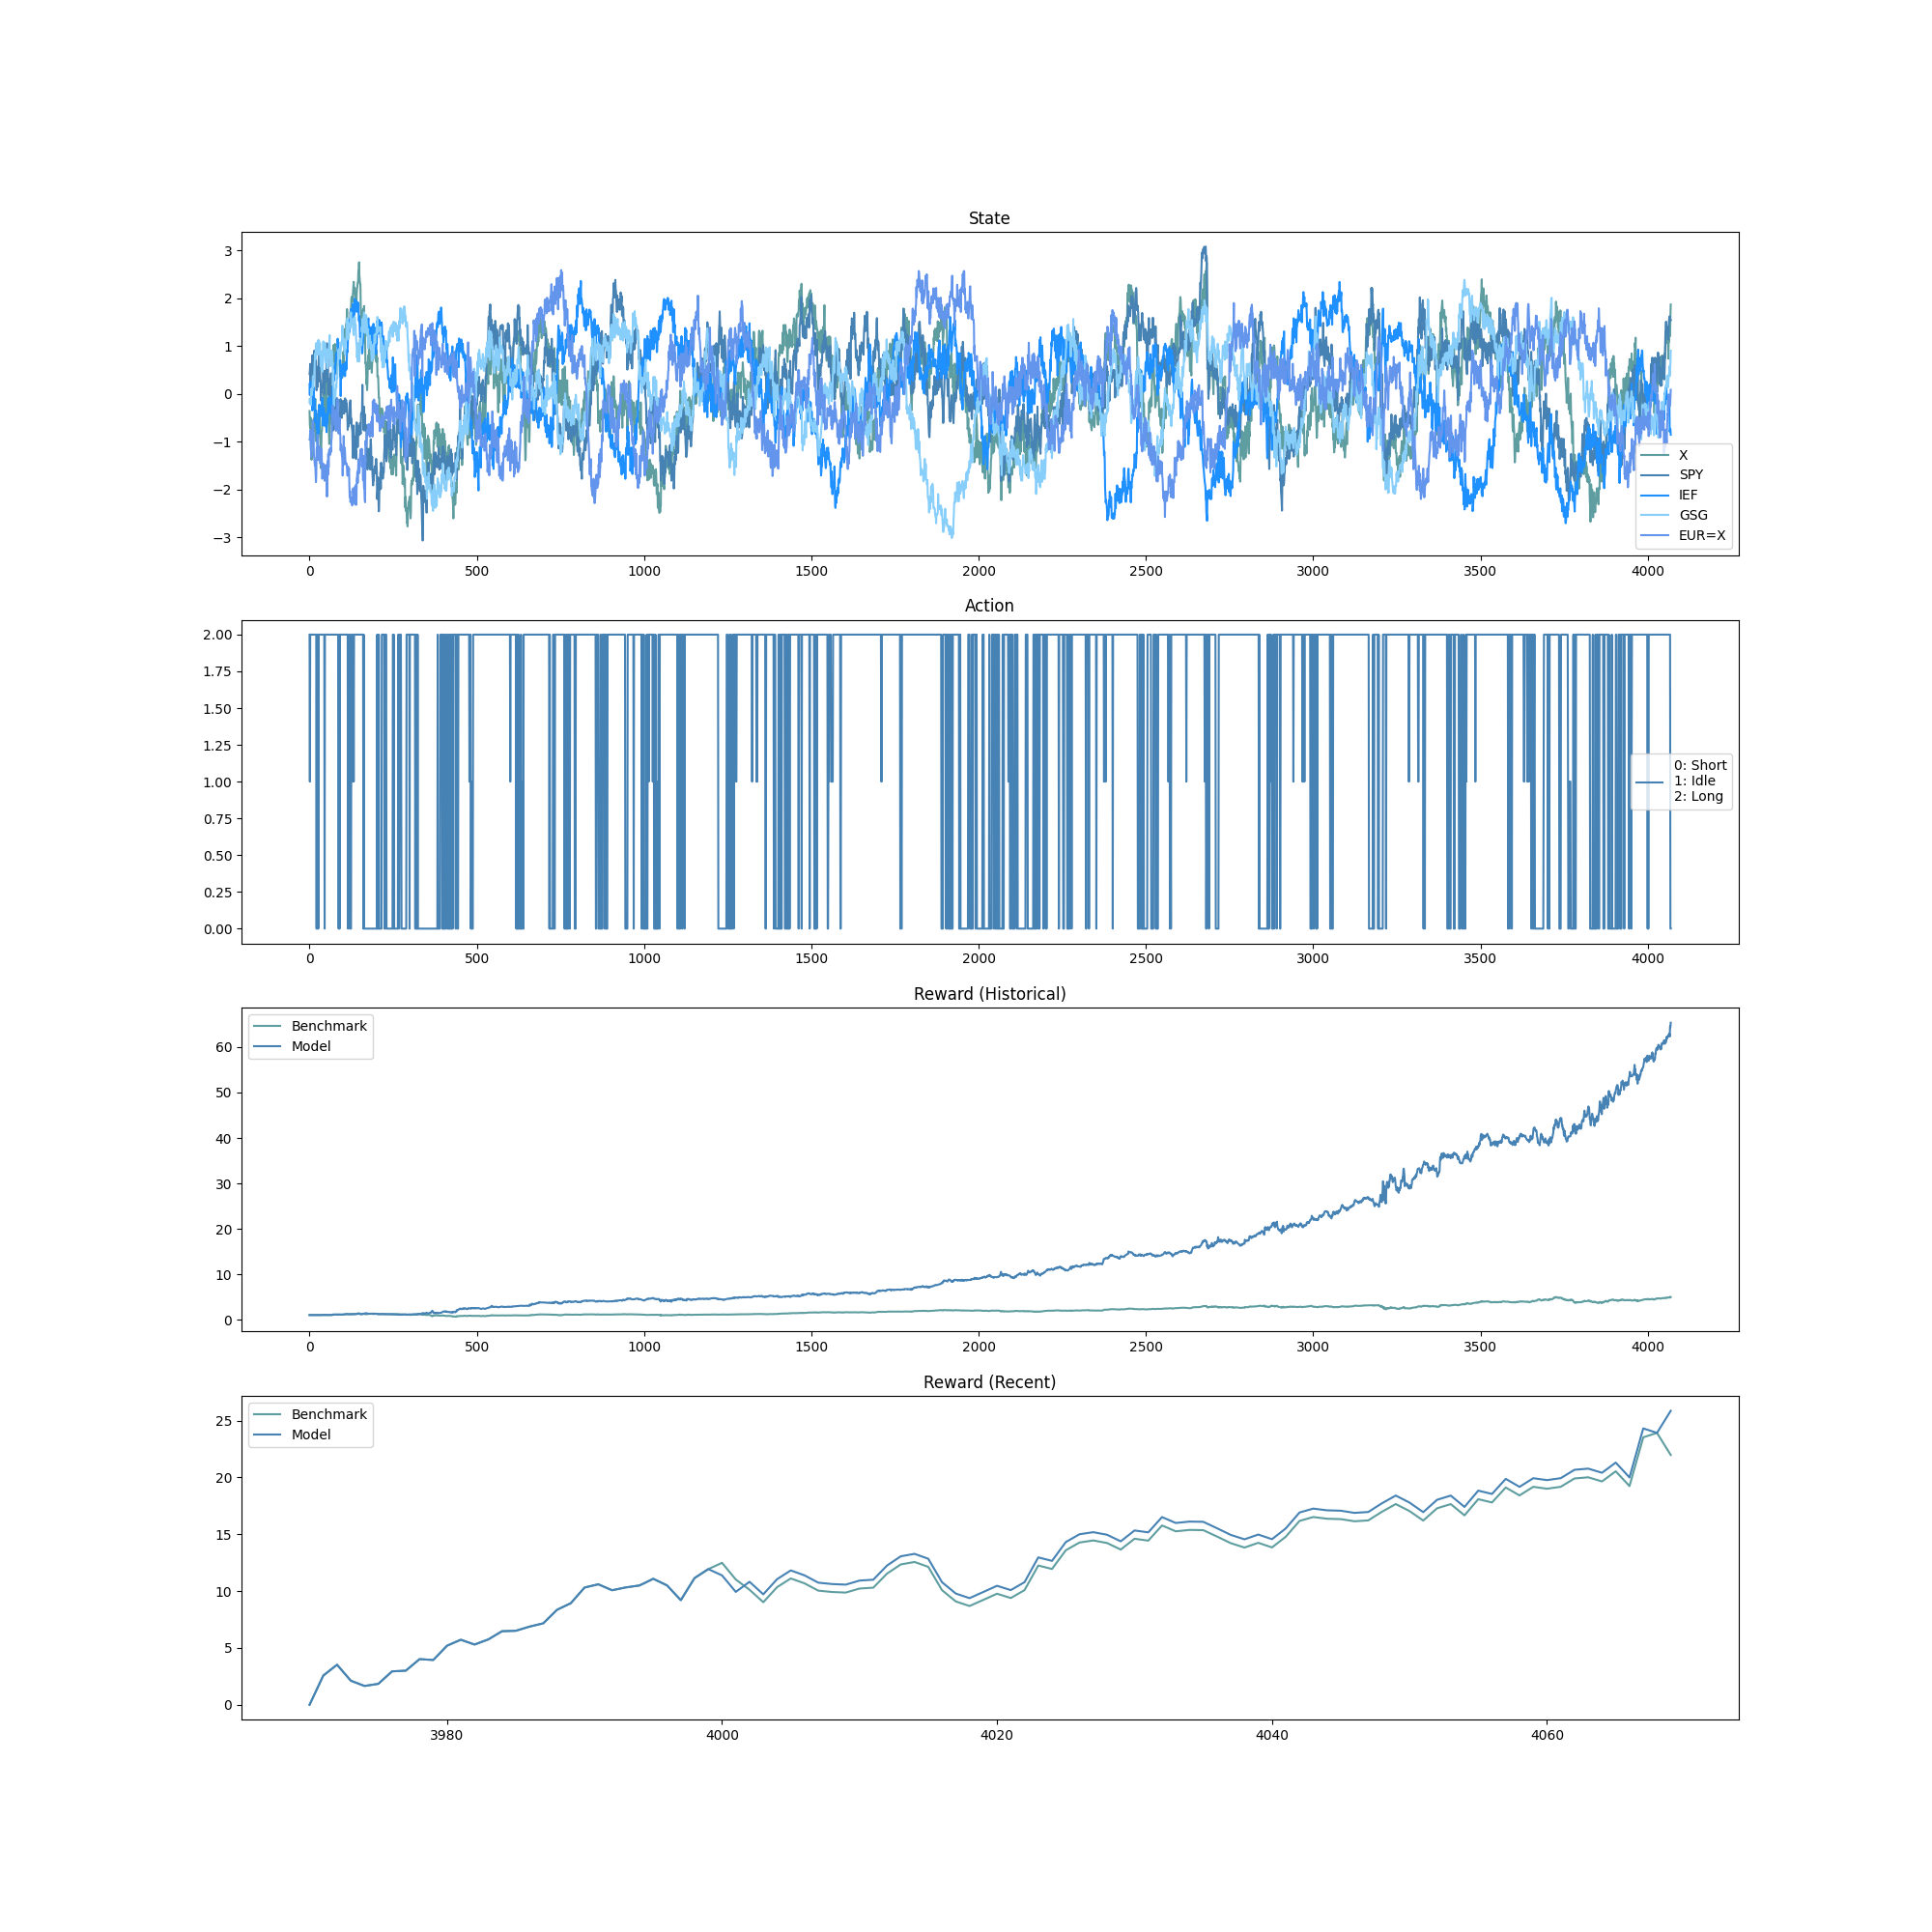 State
3
2
1
0
−1
−2
−3
X
SPY
IEF
GSG
EUR=X
0 500 1000 1500 2000 2500 3000 3500 4000
Action
2.00
1.75
1.50
1.25
1.00
0.75
0.50
0.25
0.00
0: Short
1: Idle
2: Long
0 500 1000 1500 2000 2500 3000 3500 4000
Reward (Historical)
Benchmark
Model
60
50
40
30
20
10
0
0 500 1000 1500 2000 2500 3000 3500 4000
Reward (Recent)
Benchmark
Model
25
20
15
10
5
0
3980 4000 4020 4040 4060